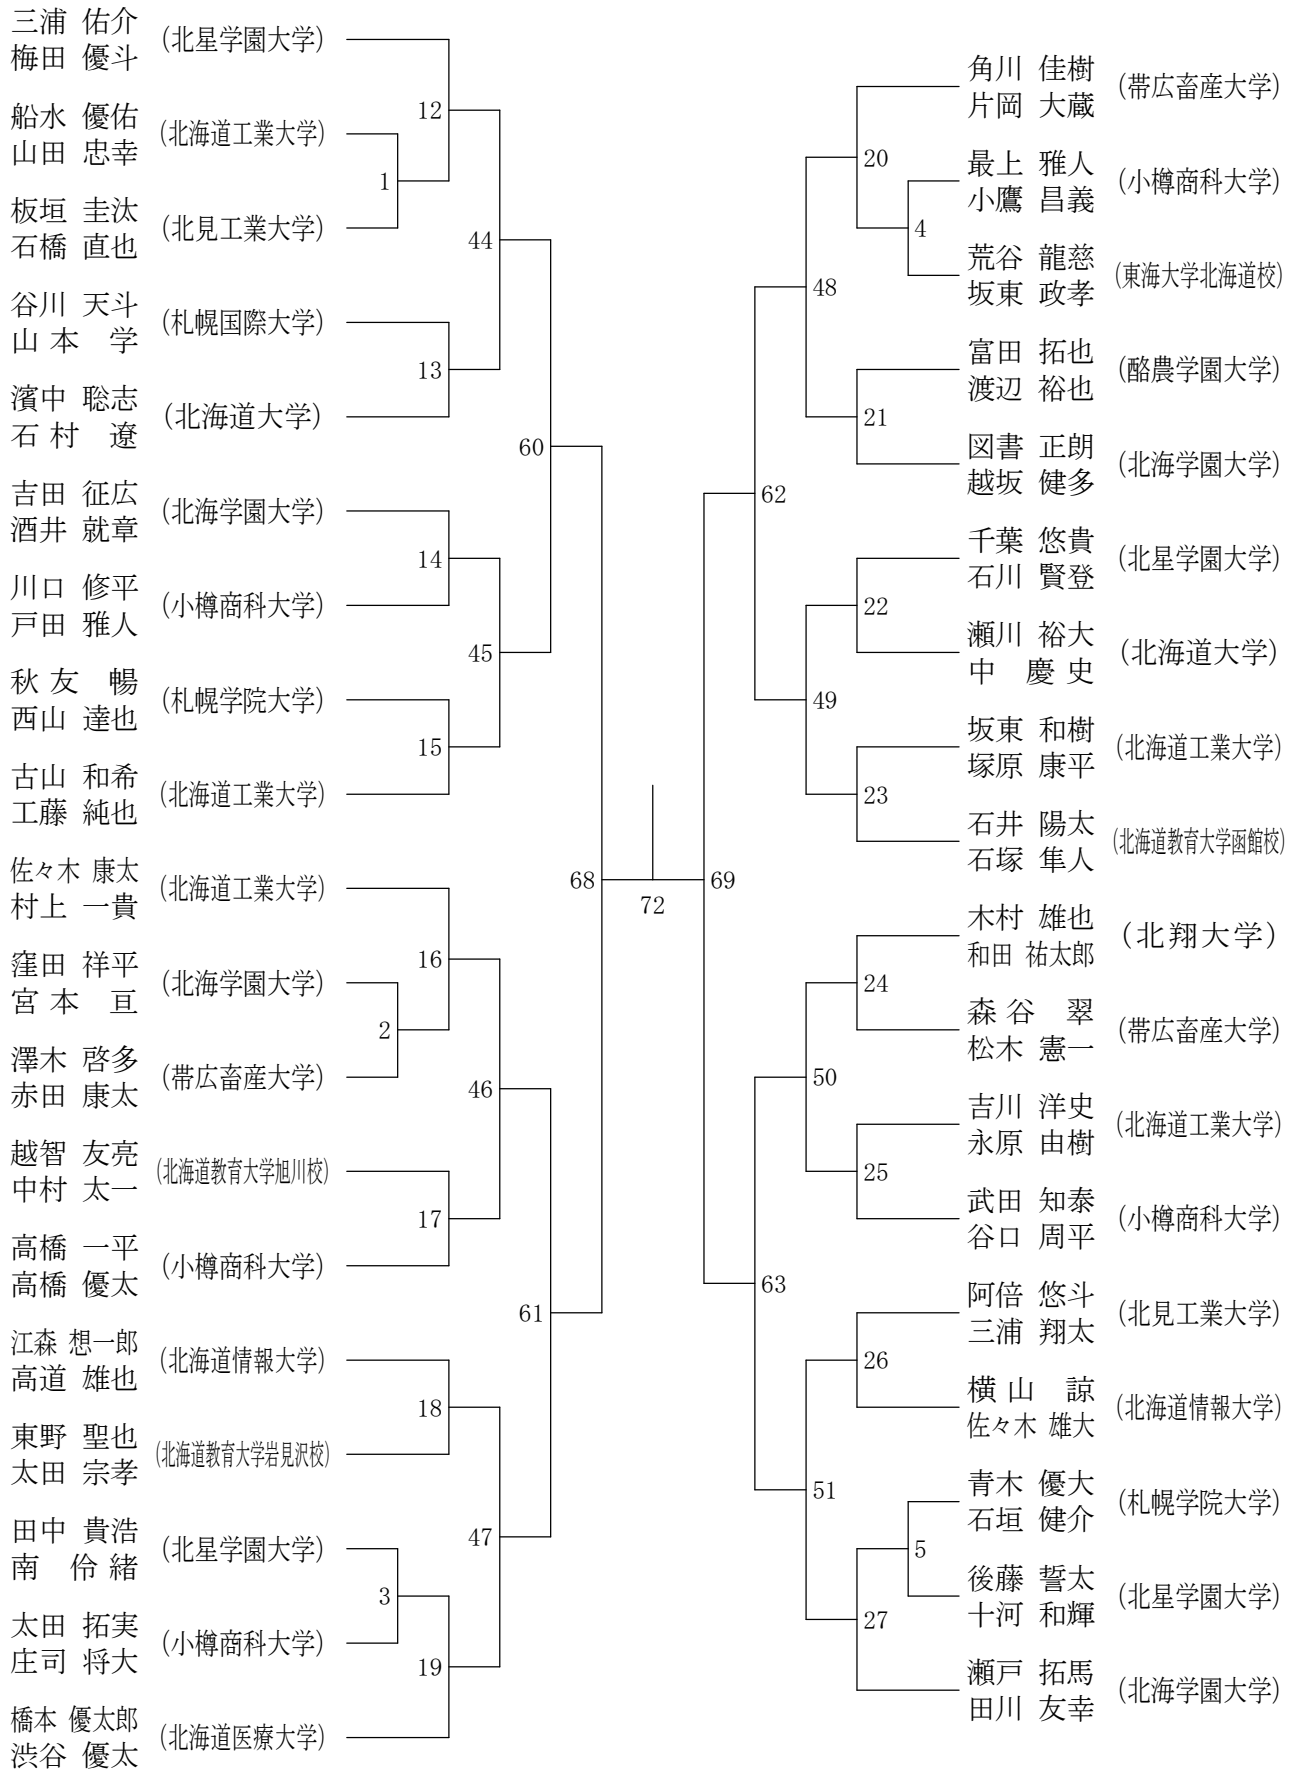 三浦 佑介
梅田 優斗
(北星学園大学)
船水 優佑
山田 忠幸
(北海道工業大学)
板垣 圭汰
石橋 直也
(北見工業大学)
谷川 天斗
山本 学
(札幌国際大学)
濱中 聡志
石村 遼
(北海道大学)
吉田 征広
酒井 就章
(北海学園大学)
川口 修平
戸田 雅人
(小樽商科大学)
秋友 暢
西山 達也
(札幌学院大学)
古山 和希
工藤 純也
(北海道工業大学)
佐々木 康太
村上 一貴
(北海道工業大学)
窪田 祥平
宮本 亘
(北海学園大学)
澤木 啓多
赤田 康太
(帯広畜産大学)
越智 友亮
中村 太一
(北海道教育大学旭川校)
高橋 一平
高橋 優太
(小樽商科大学)
江森 想一郎
高道 雄也
(北海道情報大学)
東野 聖也
太田 宗孝
(北海道教育大学岩見沢校)
田中 貴浩
南 伶緒
(北星学園大学)
太田 拓実
庄司 将大
(小樽商科大学)
橋本 優太郎
渋谷 優太
(北海道医療大学)
1
2
3
12
13
14
15
16
17
18
19
44
45
46
47
60
61
68
72
69
62
63
48
49
50
51
20
21
22
23
24
25
26
27
4
5
角川 佳樹
片岡 大蔵
(帯広畜産大学)
最上 雅人
小鷹 昌義
(小樽商科大学)
荒谷 龍慈
坂東 政孝
(東海大学北海道校)
富田 拓也
渡辺 裕也
(酪農学園大学)
図書 正朗
越坂 健多
(北海学園大学)
千葉 悠貴
石川 賢登
(北星学園大学)
瀬川 裕大
中 慶史
(北海道大学)
坂東 和樹
塚原 康平
(北海道工業大学)
石井 陽太
石塚 隼人
(北海道教育大学函館校)
木村 雄也
和田 祐太郎
(北翔大学)
森谷 翠
松木 憲一
(帯広畜産大学)
吉川 洋史
永原 由樹
(北海道工業大学)
武田 知泰
谷口 周平
(小樽商科大学)
阿倍 悠斗
三浦 翔太
(北見工業大学)
横山 諒
佐々木 雄大
(北海道情報大学)
青木 優大
石垣 健介
(札幌学院大学)
後藤 誓太
十河 和輝
(北星学園大学)
瀬戸 拓馬
田川 友幸
(北海学園大学)